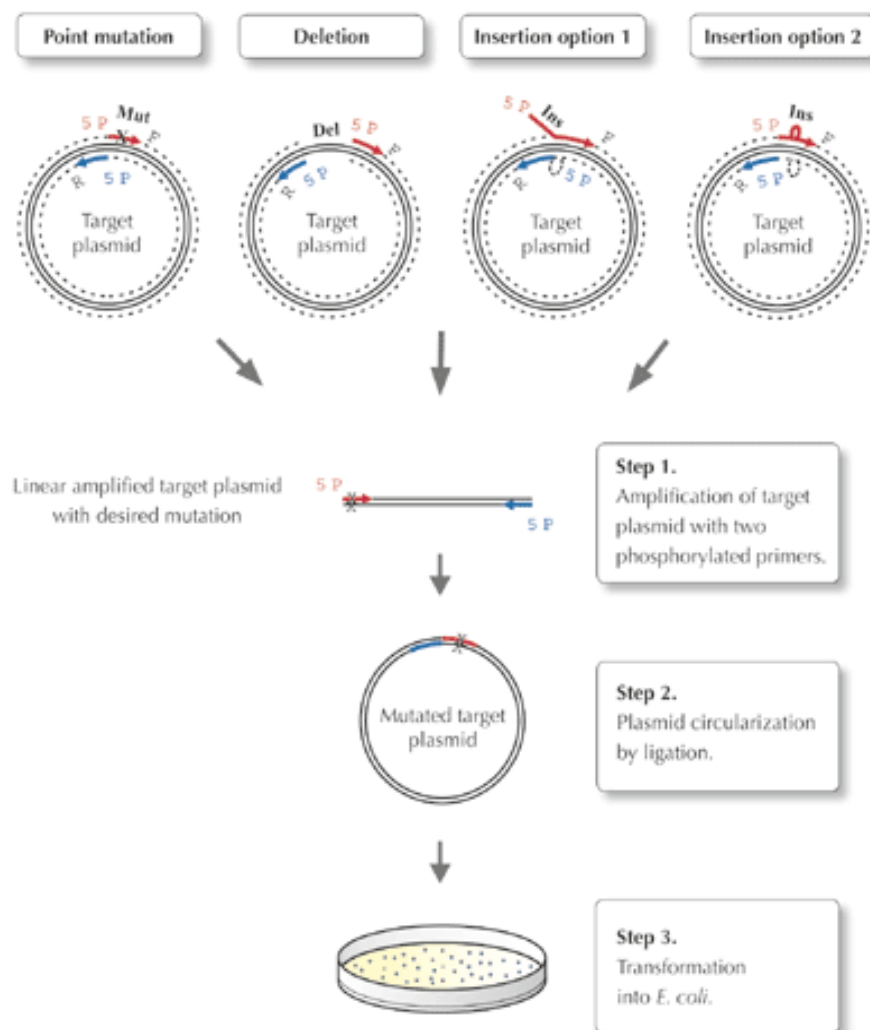 Point mutation
Deletion
Insertion option 1
Insertion option 2
5 P
Mut
F
R
5 P
Target
plasmid
Del
5 P
F
R
5 P
Target
plasmid
5 P
Ins
F
R
5 P
Target
plasmid
Ins
5 P
F
R
5 P
Target
plasmid
Linear amplified target plasmid
with desired mutation
5 P
5 P
Step 1.
Amplification of target
plasmid with two
phosphorylated primers.
Mutated target
plasmid
Step 2.
Plasmid circularization
by ligation.
Step 3.
Transformation
into E. coli.